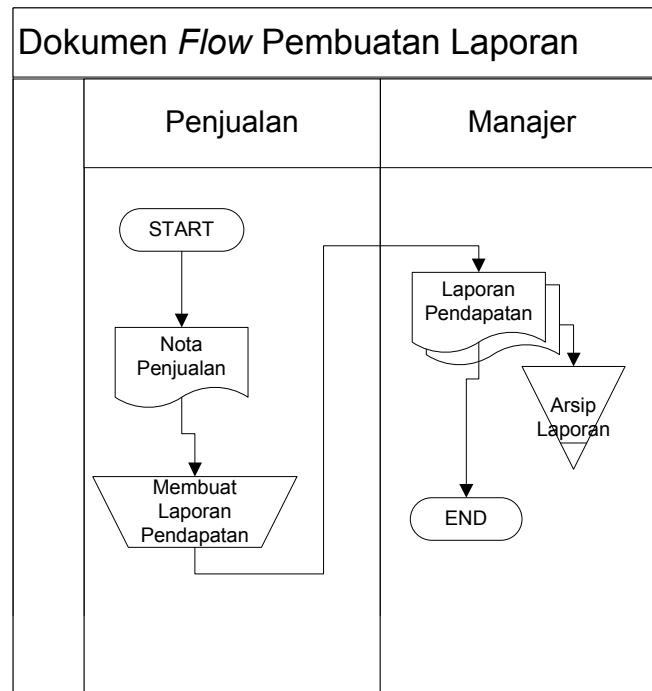 Dokumen Flow Pembuatan Laporan
Penjualan
Manajer
START
Nota
Penjualan
Membuat
Laporan
Pendapatan
Laporan
Pendapatan
Arsip
Laporan
END